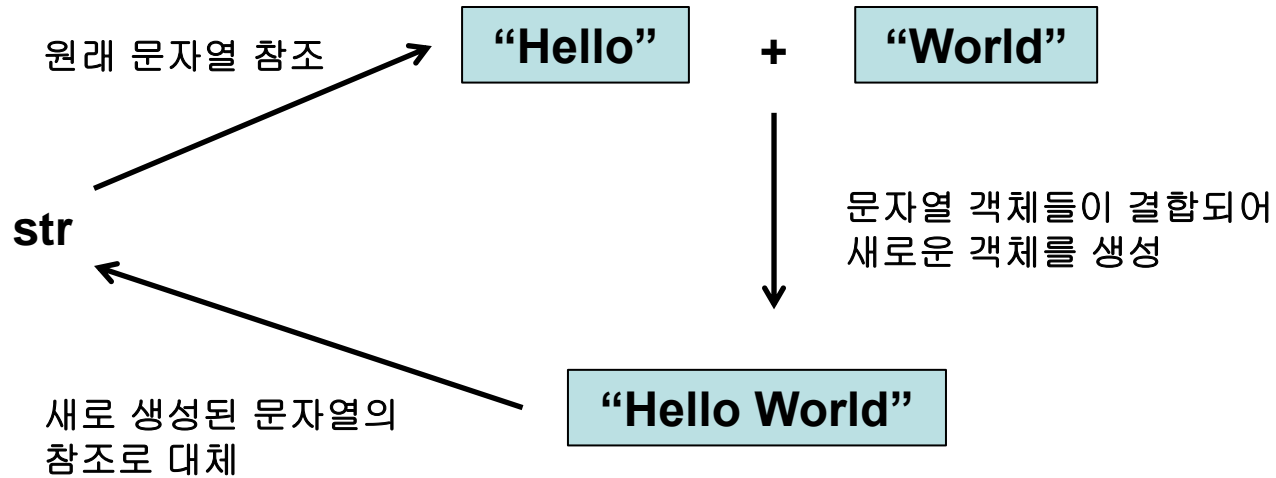 원래 문자열 참조
“Hello” + “World”
str
문자열 객체들이 결합되어
새로운 객체를 생성
“Hello World”
새로 생성된 문자열의
참조로 대체